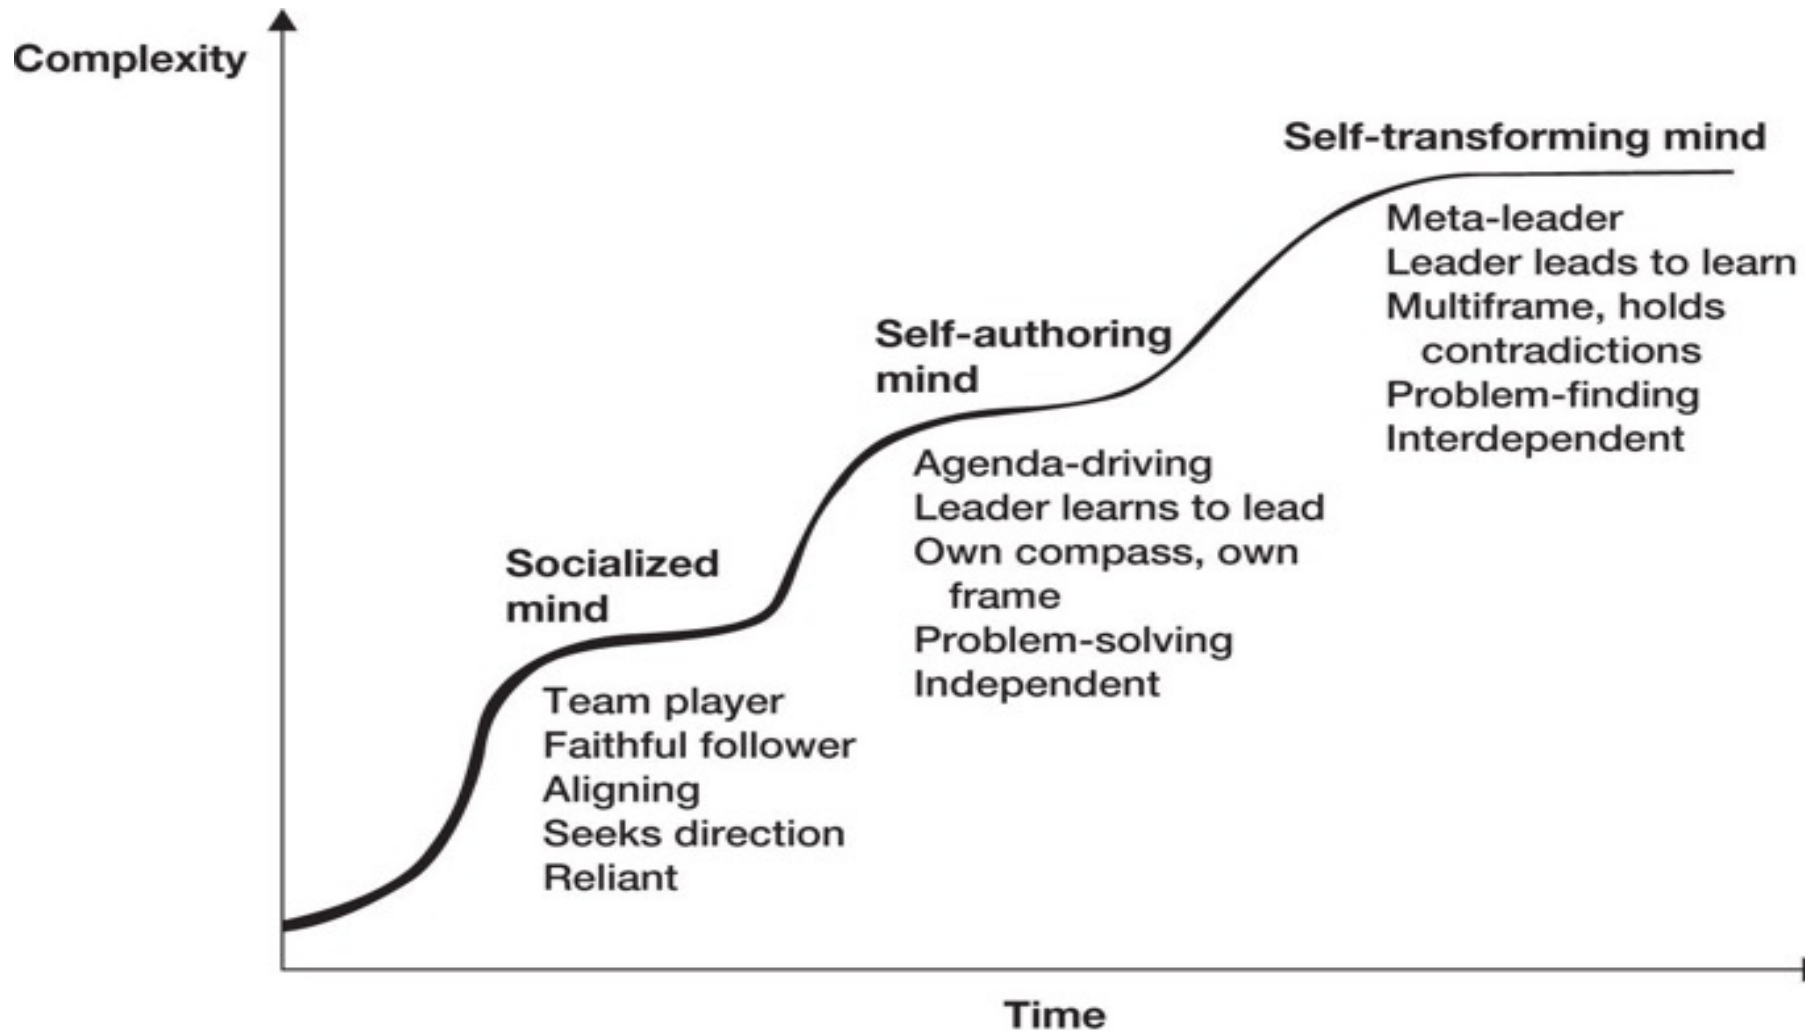 Complexity
Self-transforming mind
Meta-leader
Leader leads to learn
Multiframe, holds
contradictions
Problem-finding
Interdependent
Self-authoring
mind
Agenda-driving
Leader learns to lead
Own compass, own
frame
Problem-solving
Independent
Socialized
mind
Team player
Faithful follower
Aligning
Seeks direction
Reliant
Time